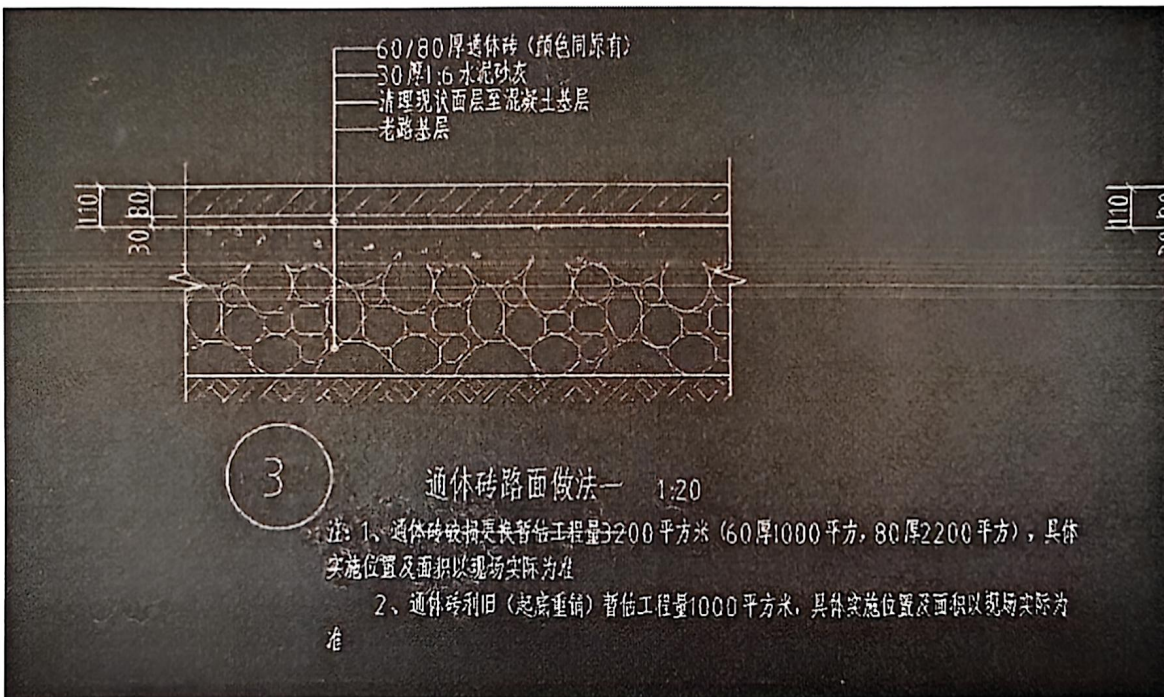 60/80厚通体砖（颜色同原有）
30厚1:6水泥砂灰
清理现状面层至混凝土基层
老路基层
110
80
30
110
3
通体砖路面做法一 1:20
注：1、通体砖破损更换暂估工程量3200平方米（60厚1000平方，80厚2200平方），具体
实施位置及面积以现场实际为准
2、通体砖利旧（起底重铺）暂估工程量1000平方米，具体实施位置及面积以现场实际为
准